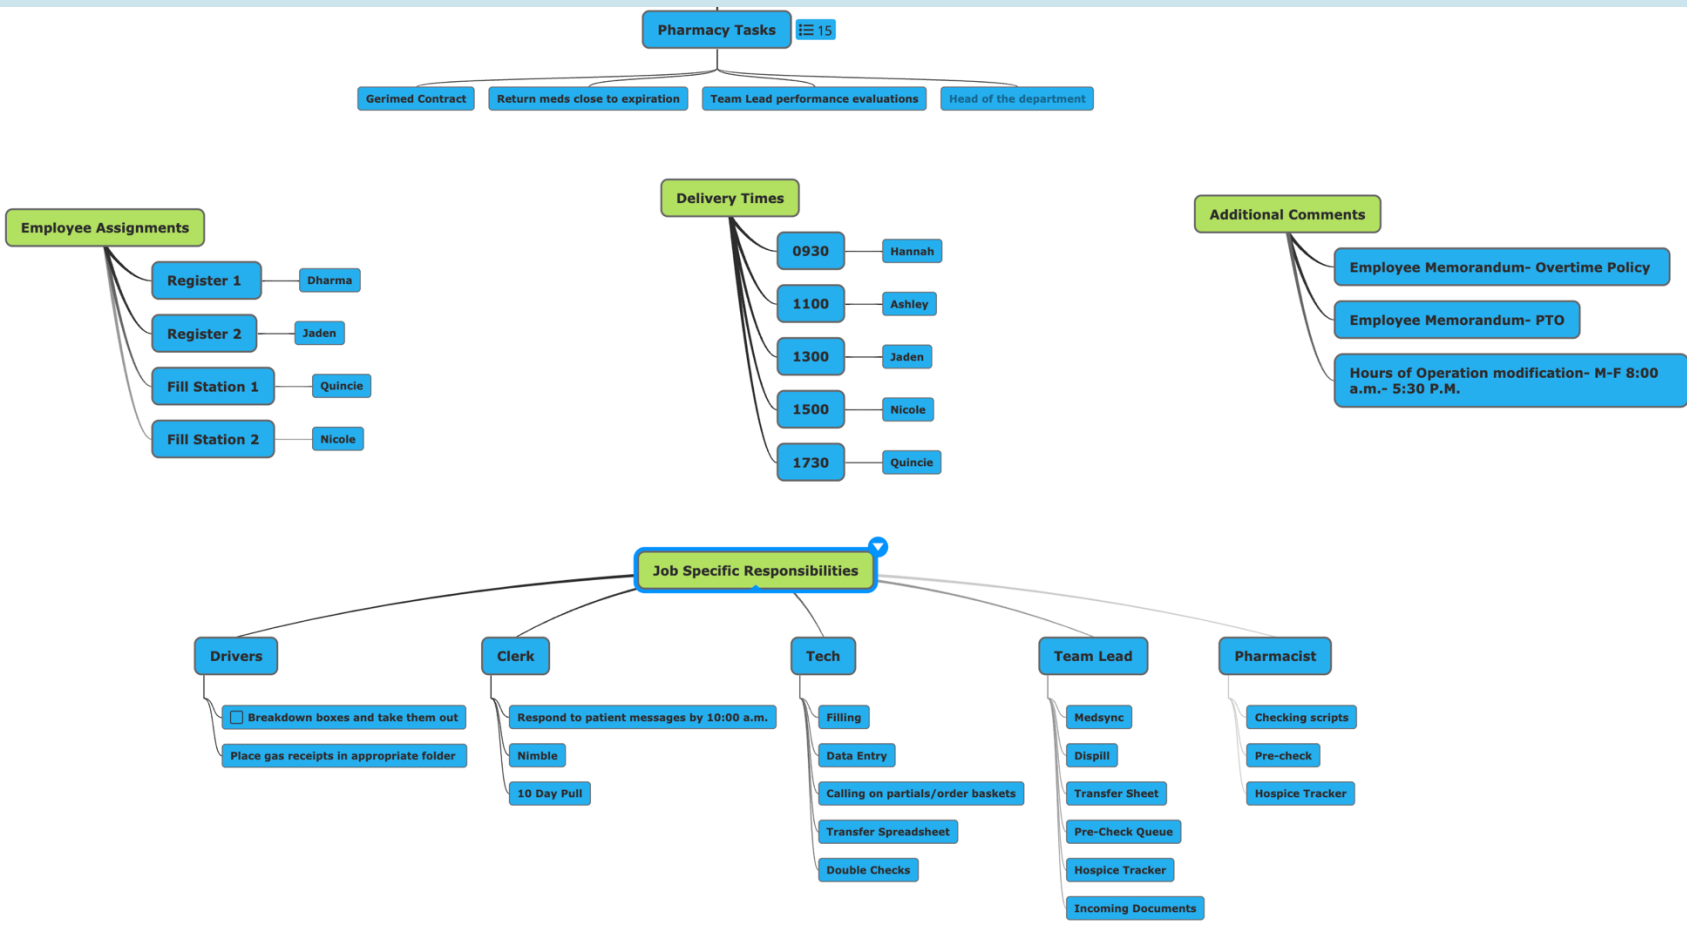 Pharmacy Tasks
15
Gerimed Contract
Return meds close to expiration
Team Lead performance evaluations
Head of the department
Employee Assignments
Register 1
Dharma
Register 2
Jaden
Fill Station 1
Quincie
Fill Station 2
Nicole
Delivery Times
0930
Hannah
1100
Ashley
1300
Jaden
1500
Nicole
1730
Quincie
Additional Comments
Employee Memorandum- Overtime Policy
Employee Memorandum- PTO
Hours of Operation modification- M-F 8:00
a.m.- 5:30 P.M.
Job Specific Responsibilities
Drivers
Breakdown boxes and take them out
Place gas receipts in appropriate folder
Clerk
Respond to patient messages by 10:00 a.m.
Nimble
10 Day Pull
Tech
Filling
Data Entry
Calling on partials/order baskets
Transfer Spreadsheet
Double Checks
Team Lead
Medsync
Dispill
Transfer Sheet
Pre-Check Queue
Hospice Tracker
Incoming Documents
Pharmacist
Checking scripts
Pre-check
Hospice Tracker